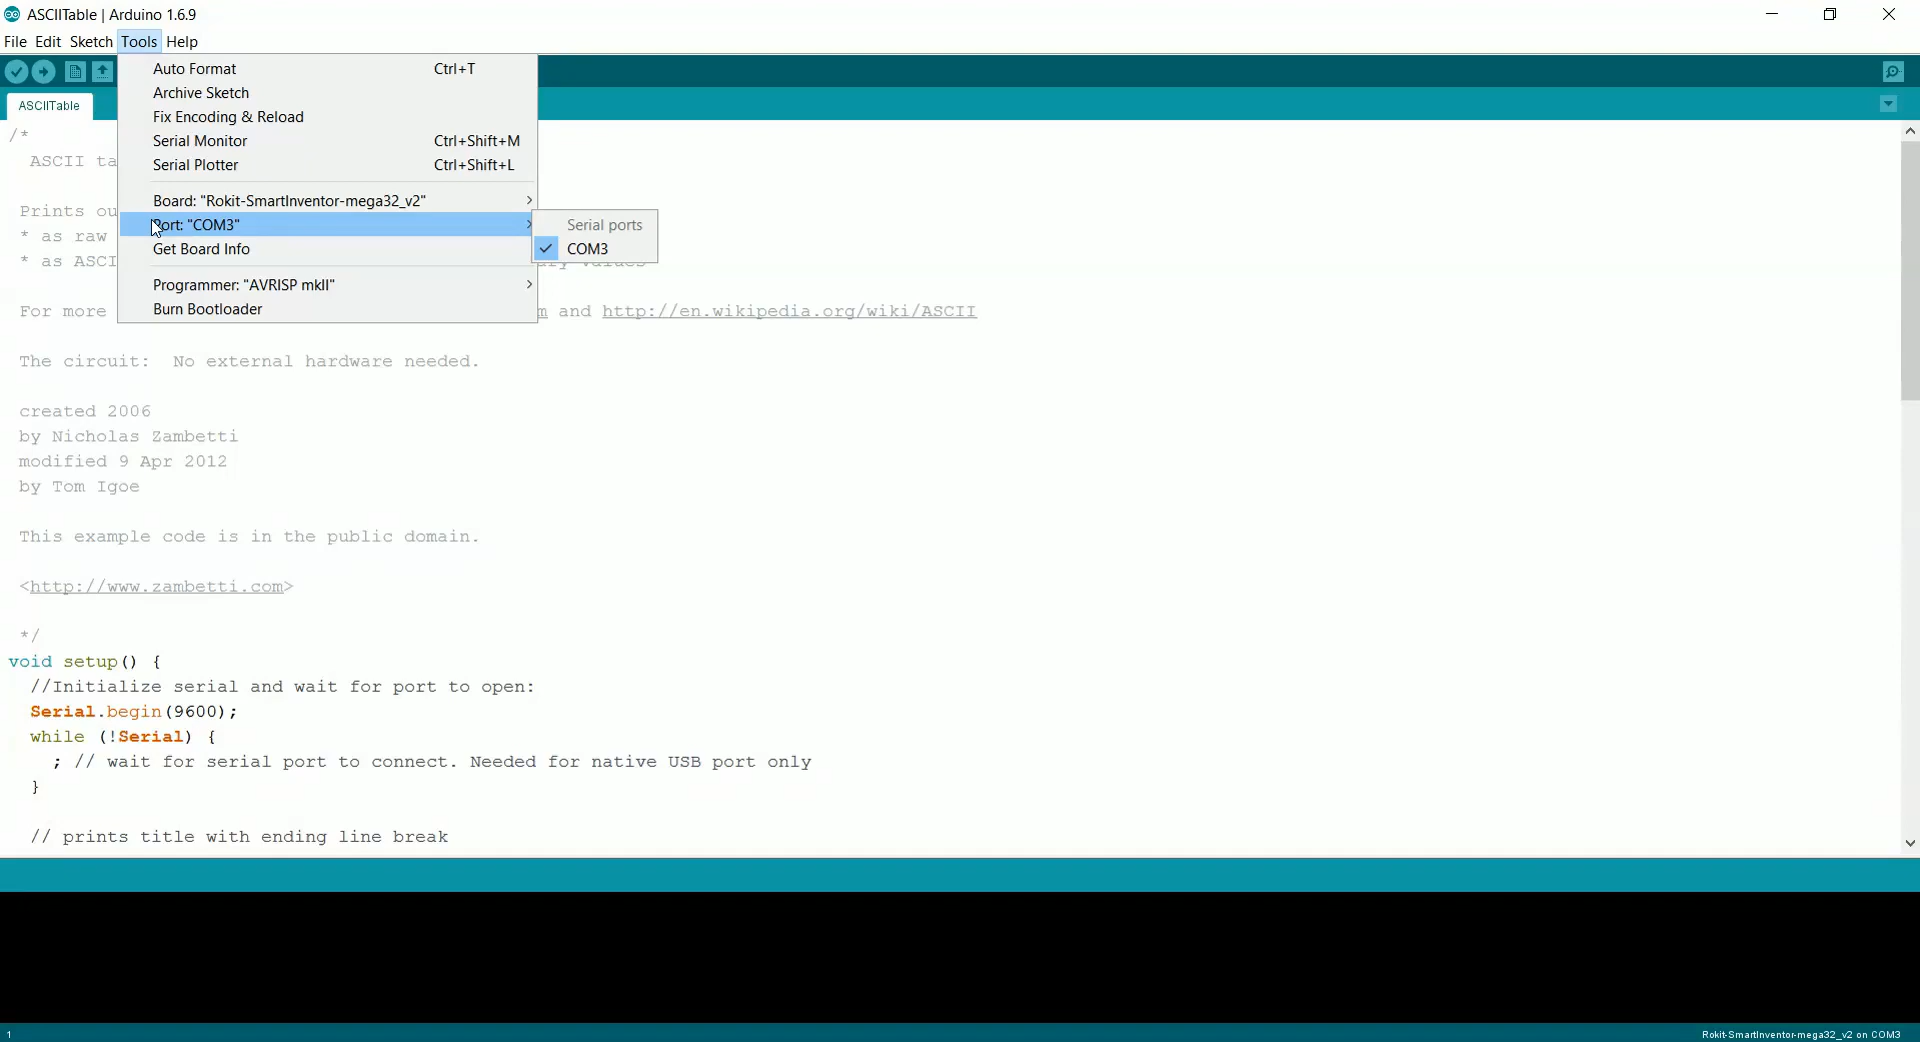 ASCIITable | Arduino 1.6.9
File Edit Sketch Tools Help
Auto Format Ctrl+T
Archive Sketch
Fix Encoding & Reload
Serial Monitor Ctrl+Shift+M
Serial Plotter Ctrl+Shift+L
Board: "Rokit-SmartInventor-mega32_v2"
Port: "COM3"
Get Board Info
Programmer: "AVRISP mkII"
Burn Bootloader
Serial ports
COM3
ASCIITable
/*
ASCII ta
Prints ou
* as raw
* as ASCI values
For more m and http://en.wikipedia.org/wiki/ASCII
The circuit: No external hardware needed.
created 2006
by Nicholas Zambetti
modified 9 Apr 2012
by Tom Igoe
This example code is in the public domain.
<http://www.zambetti.com>
*/
void setup() {
//Initialize serial and wait for port to open:
Serial.begin(9600);
while (!Serial) {
; // wait for serial port to connect. Needed for native USB port only
}
// prints title with ending line break
1
Rokit-SmartInventor-mega32_v2 on COM3